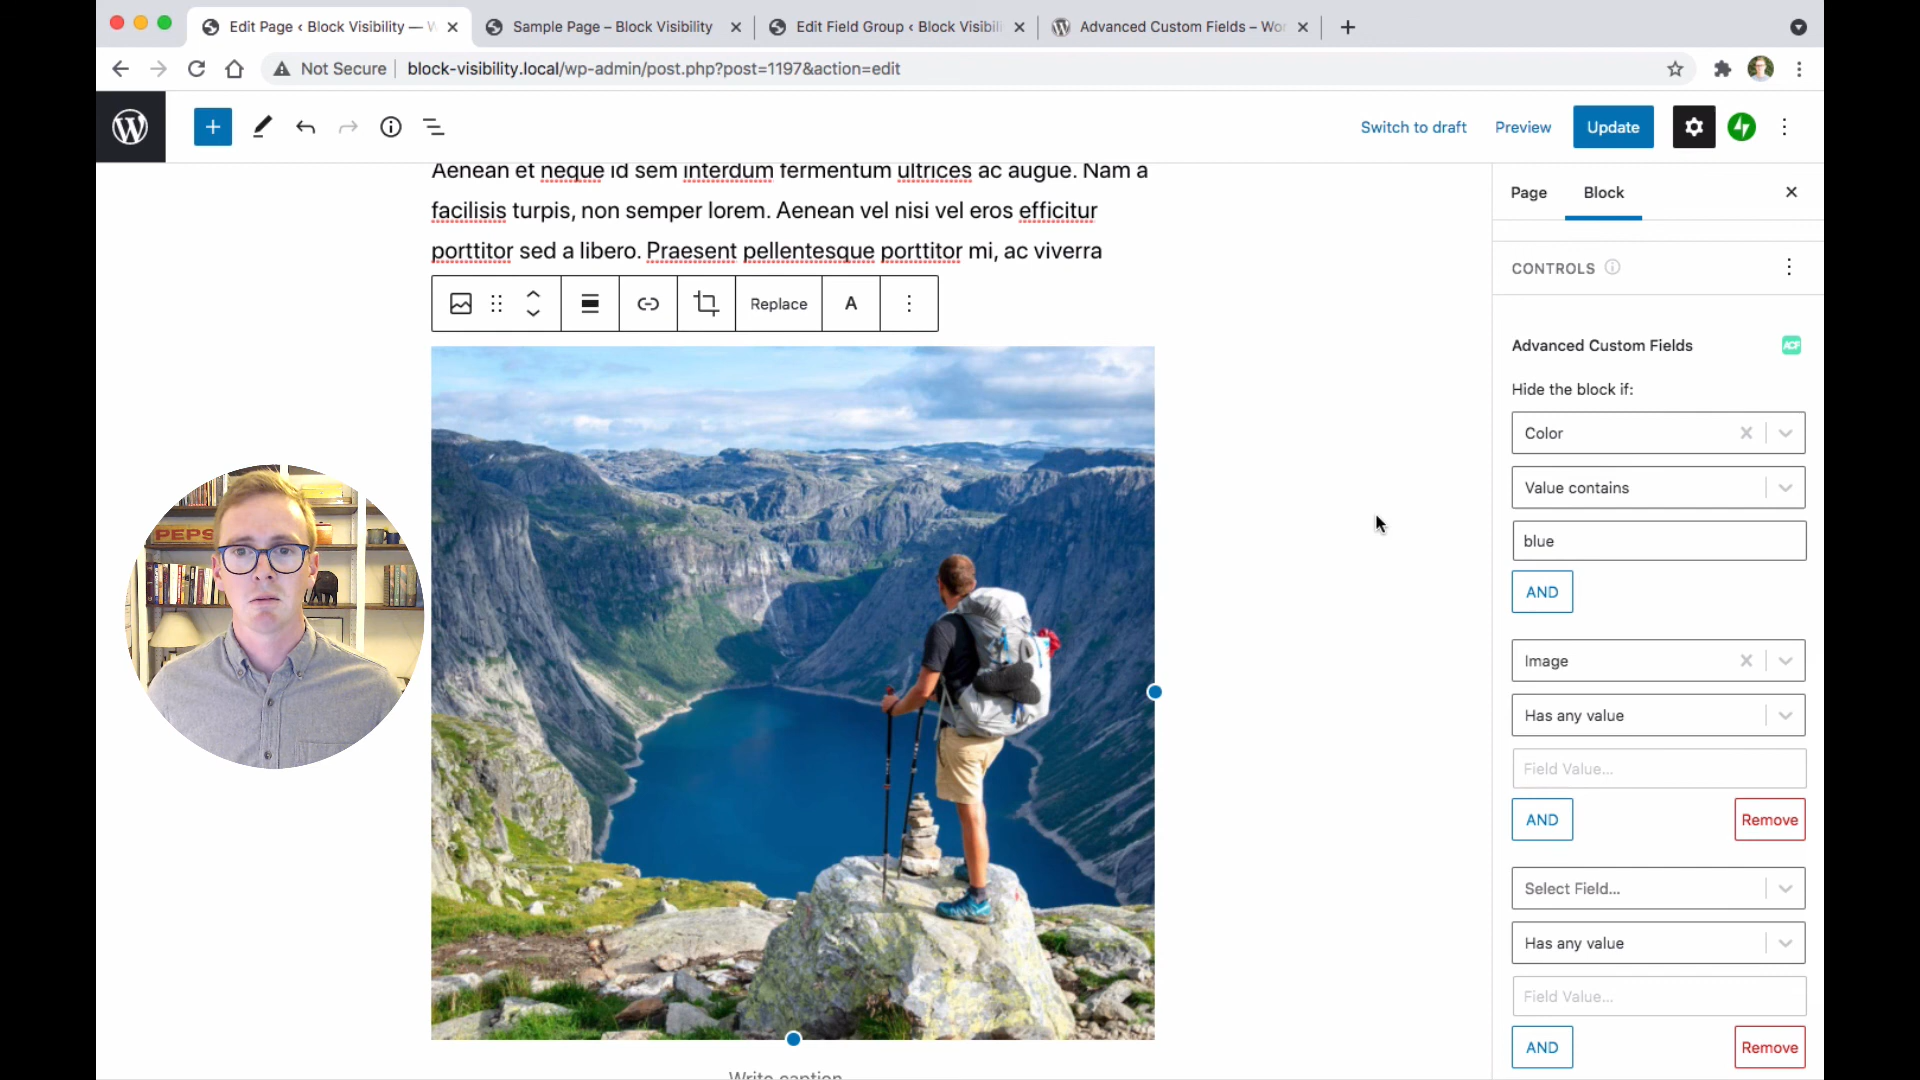 Edit Page ‹ Block Visibility — W
Sample Page – Block Visibility
Edit Field Group ‹ Block Visibili
Advanced Custom Fields – Wor
Not Secure
block-visibility.local/wp-admin/post.php?post=1197&action=edit
Switch to draft
Preview
Update
Aenean et neque id sem interdum fermentum ultrices ac augue. Nam a
facilisis turpis, non semper lorem. Aenean vel nisi vel eros efficitur
porttitor sed a libero. Praesent pellentesque porttitor mi, ac viverra
Replace
A
PEPS
Write caption
Page
Block
CONTROLS
Advanced Custom Fields
ACF
Hide the block if:
Color
Value contains
blue
AND
Image
Has any value
Field Value...
AND
Remove
Select Field...
Has any value
Field Value...
AND
Remove